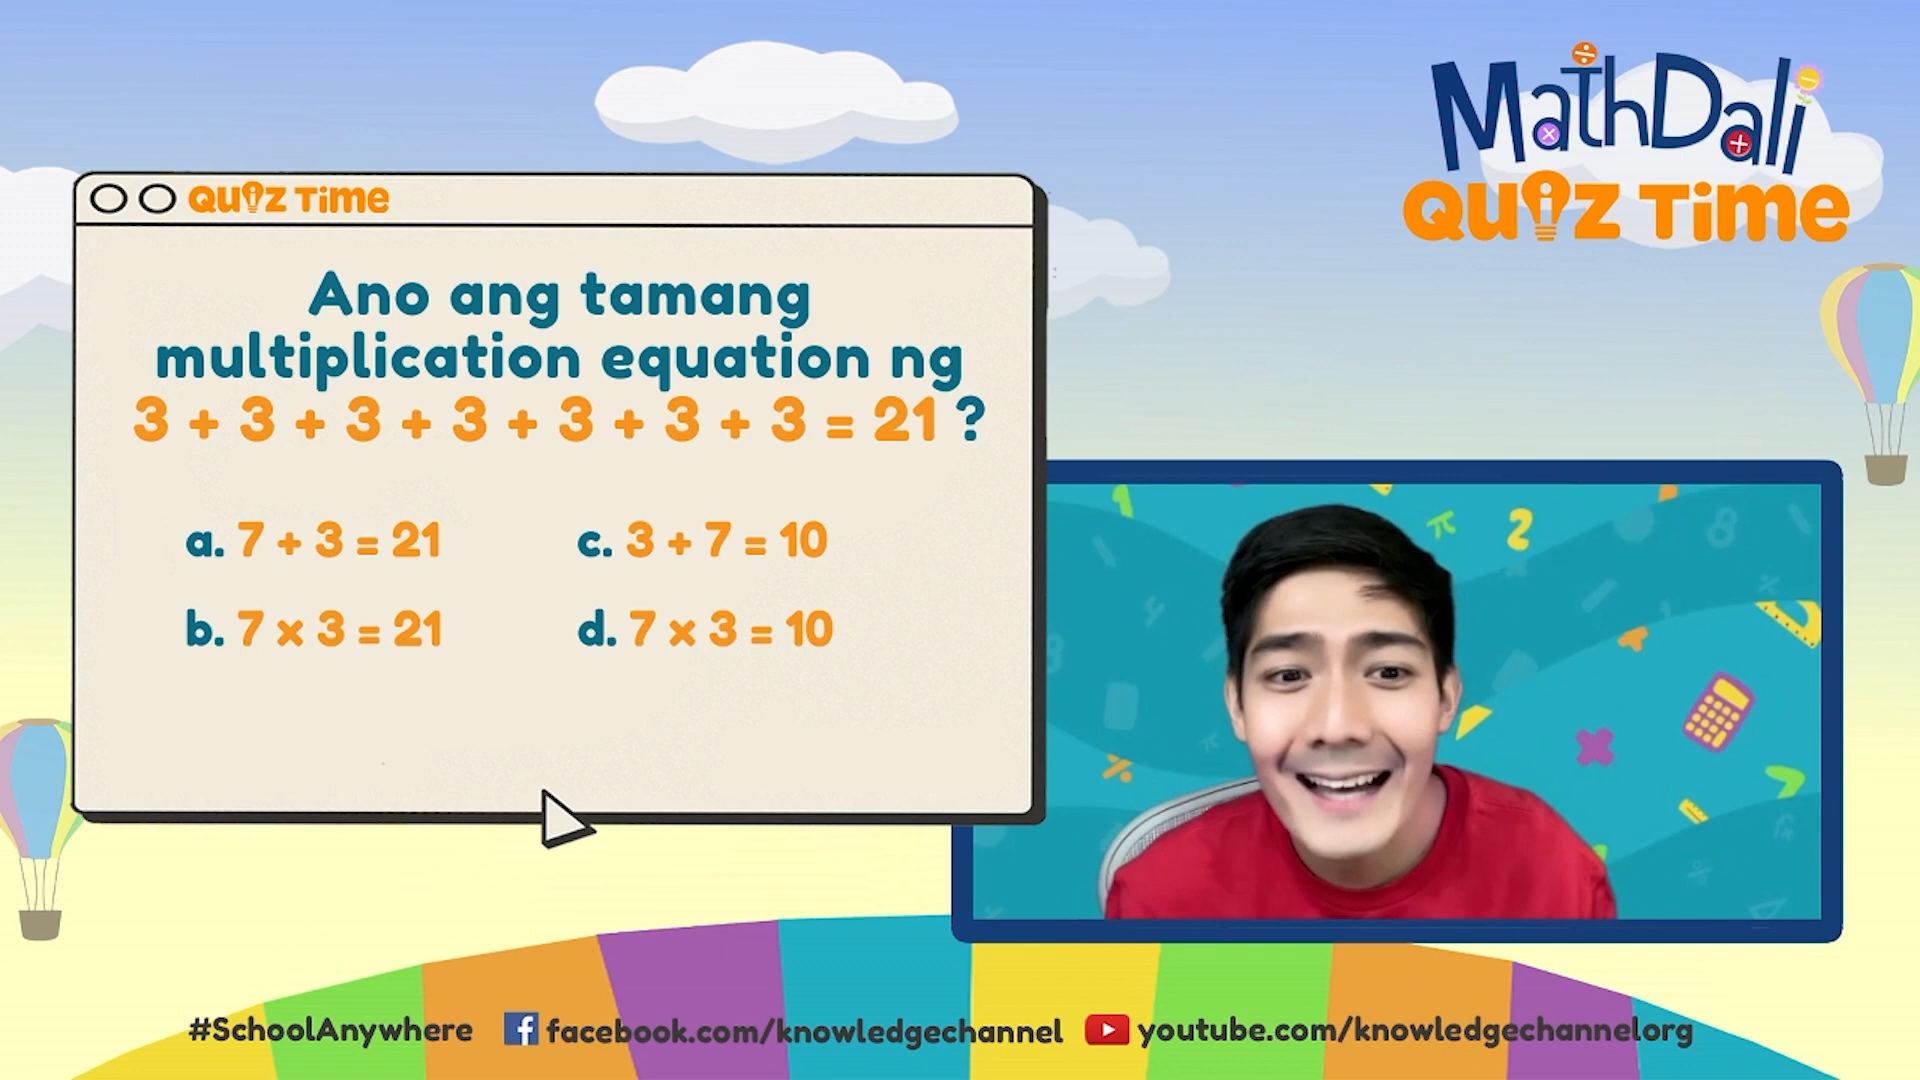 MathDali
QUiZ TiMe
QUiZ TiMe
Ano ang tamang
multiplication equation ng
3 + 3 + 3 + 3 + 3 + 3 + 3 = 21 ?
a. 7 + 3 = 21
b. 7 x 3 = 21
c. 3 + 7 = 10
d. 7 x 3 = 10
#SchoolAnywhere
facebook.com/knowledgechannel
youtube.com/knowledgechannelorg